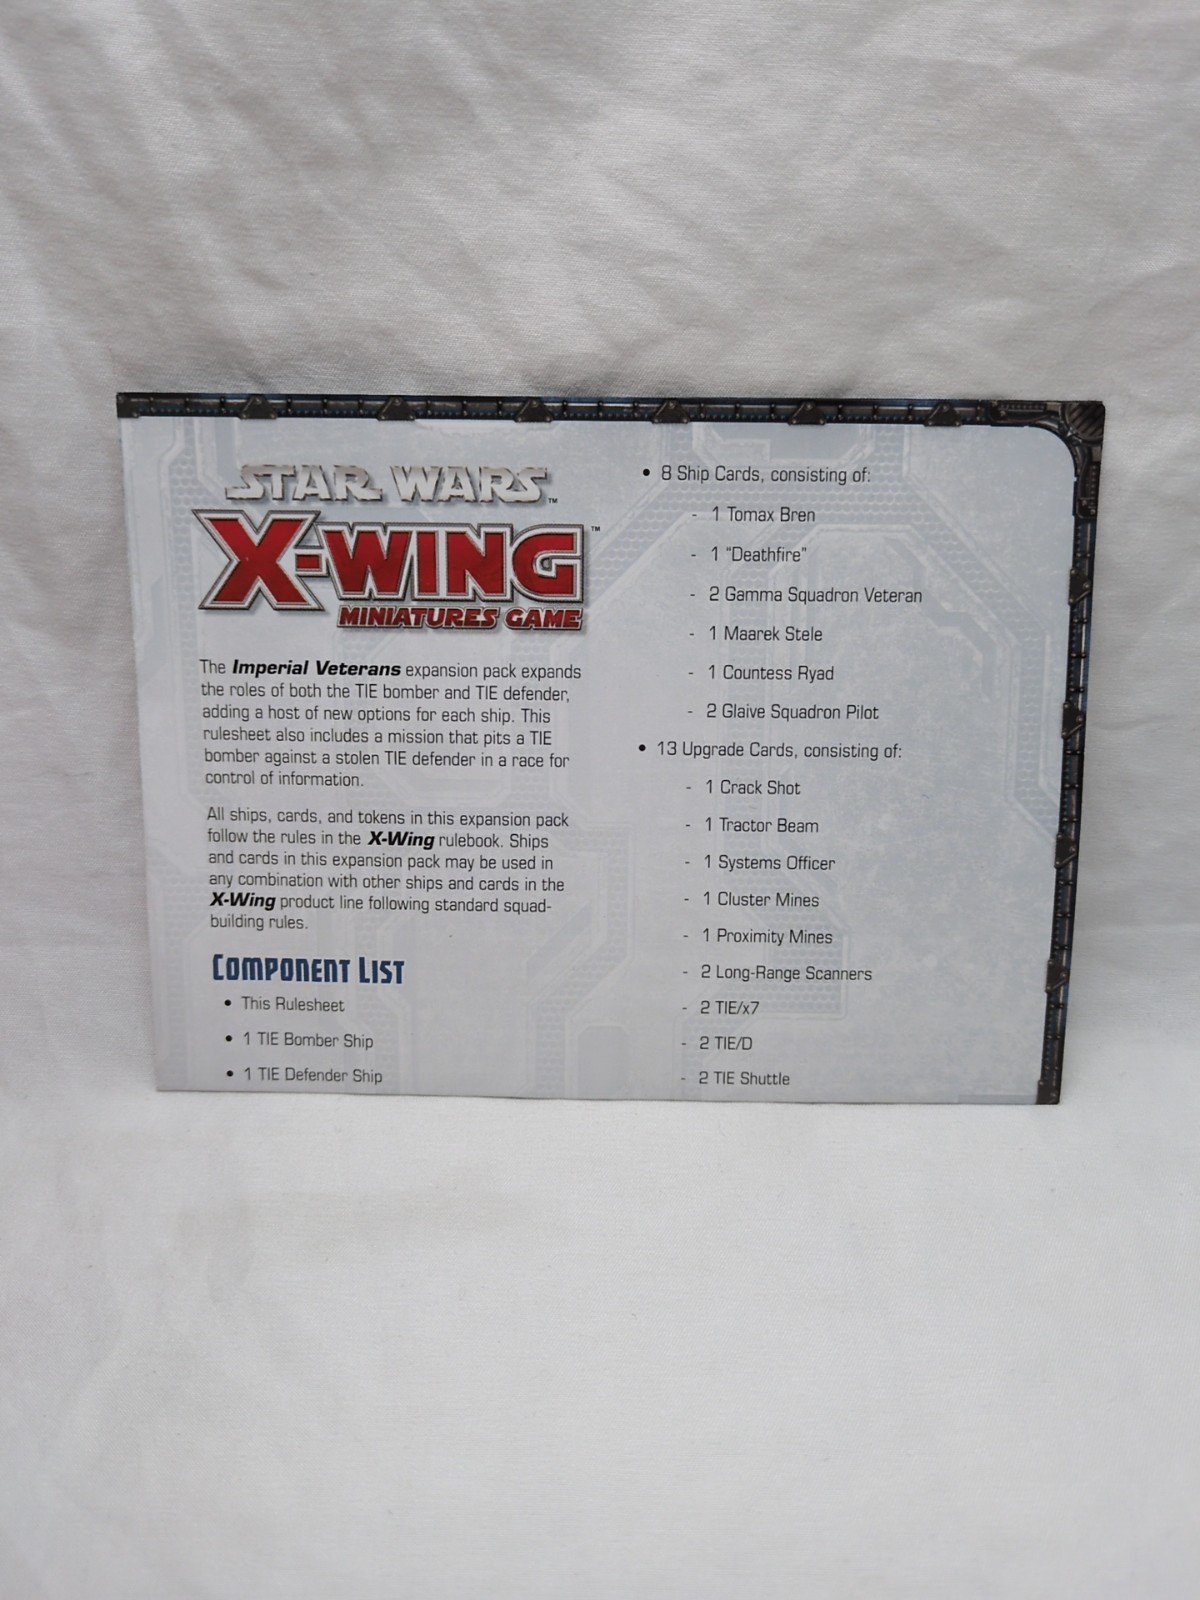 STAR WARS™
X-WING™
MINIATURES GAME
The Imperial Veterans expansion pack expands
the roles of both the TIE bomber and TIE defender,
adding a host of new options for each ship. This
rulesheet also includes a mission that pits a TIE
bomber against a stolen TIE defender in a race for
control of information.
All ships, cards, and tokens in this expansion pack
follow the rules in the X-Wing rulebook. Ships
and cards in this expansion pack may be used in
any combination with other ships and cards in the
X-Wing product line following standard squad-
building rules.
COMPONENT LIST
• This Rulesheet
• 1 TIE Bomber Ship
• 1 TIE Defender Ship
• 8 Ship Cards, consisting of:
- 1 Tomax Bren
- 1 "Deathfire"
- 2 Gamma Squadron Veteran
- 1 Maarek Stele
- 1 Countess Ryad
- 2 Glaive Squadron Pilot
• 13 Upgrade Cards, consisting of:
- 1 Crack Shot
- 1 Tractor Beam
- 1 Systems Officer
- 1 Cluster Mines
- 1 Proximity Mines
- 2 Long-Range Scanners
- 2 TIE/x7
- 2 TIE/D
- 2 TIE Shuttle